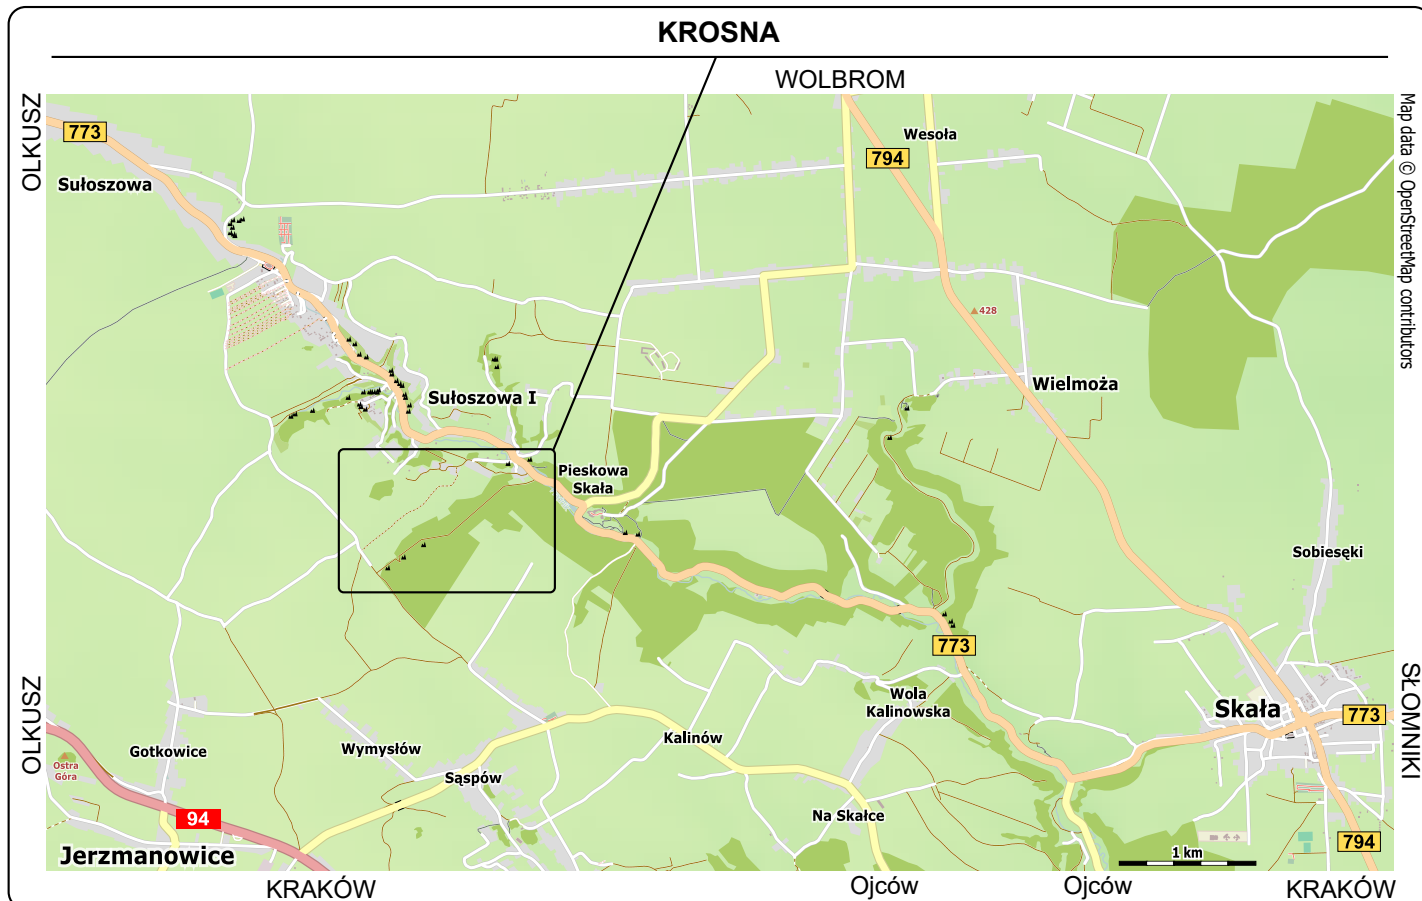 KROSNA
WOLBROM
OLKUSZ
773
Sułoszowa
794
Wesoła
Map data © OpenStreetMap contributors
428
Wielmoża
Sułoszowa I
Pieskowa
Skała
Sobiesęki
773
OLKUSZ
Wola
Kalinowska
Skała
773
SŁOMNIKI
Gotkowice
Wymysłów
Kalinów
Ostra
Góra
Sąspów
94
Na Skałce
794
Jerzmanowice
1 km
KRAKÓW
Ojców
Ojców
KRAKÓW